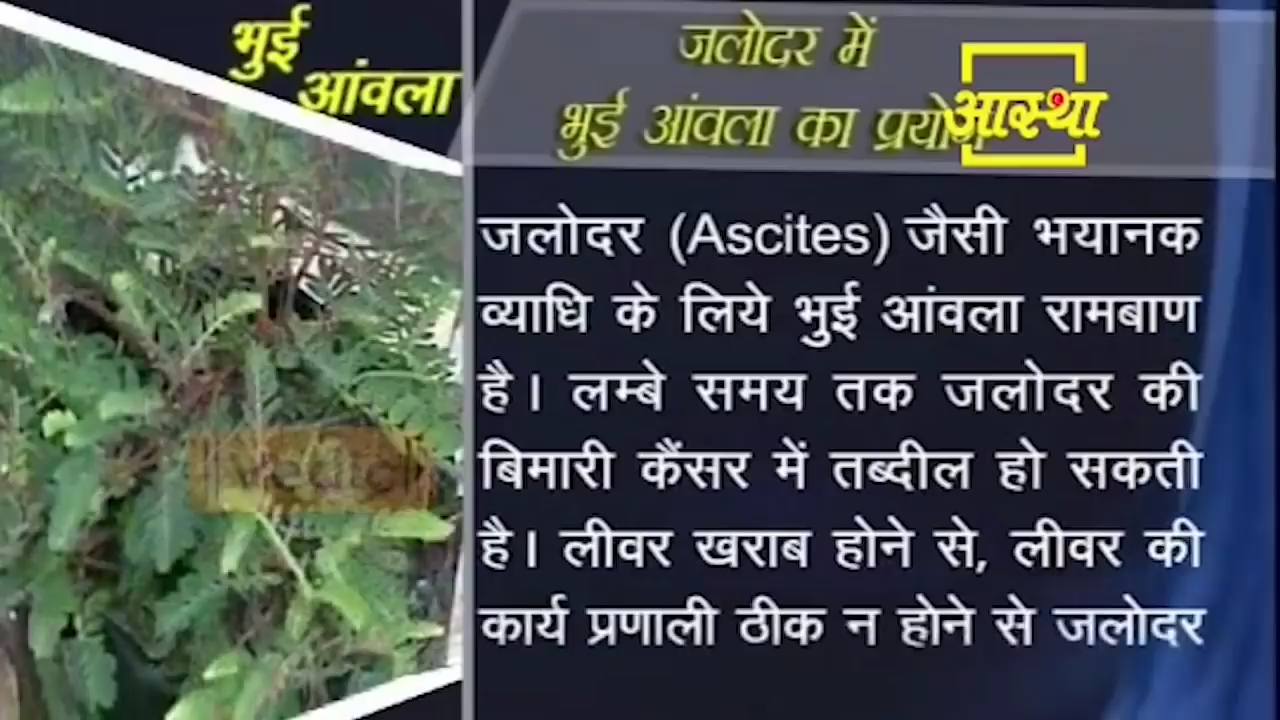 भुई
आंवला
जलोदर में
भुई आंवला का
आस्था
जलोदर (Ascites) जैसी भयानक
व्याधि के लिये भुई आंवला रामबाण
है। लम्बे समय तक जलोदर की
बिमारी कैंसर में तब्दील हो सकती
है। लीवर खराब होने से, लीवर की
कार्य प्रणाली ठीक न होने से जलोदर